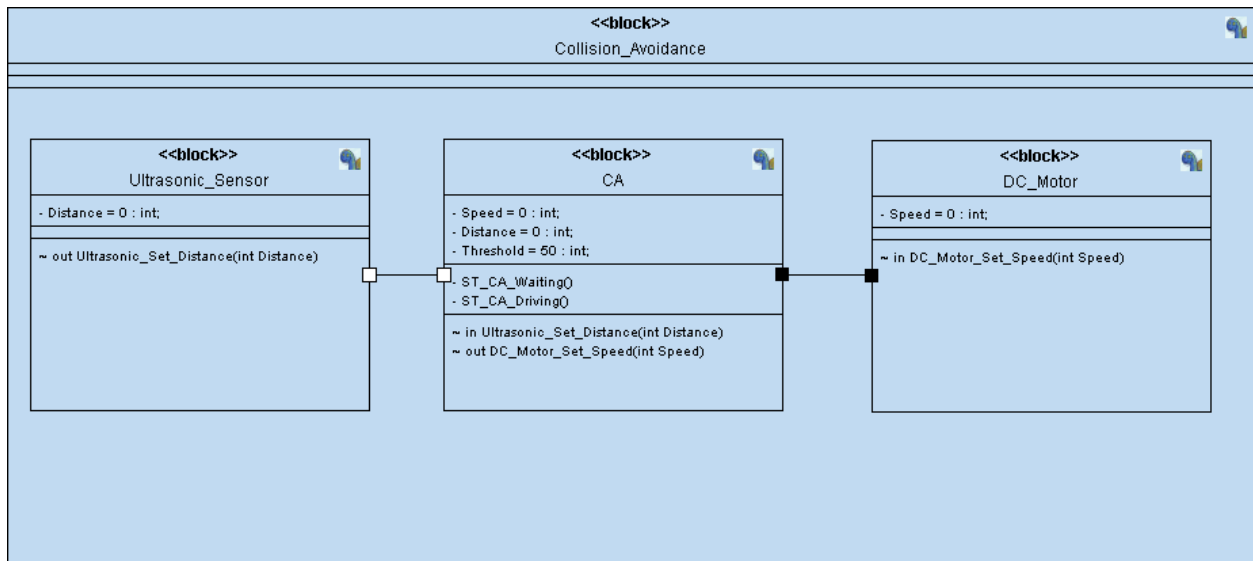 <<block>>
Collision_Avoidance
<<block>>
Ultrasonic_Sensor
- Distance = 0 : int;
~ out Ultrasonic_Set_Distance(int Distance)
<<block>>
CA
- Speed = 0 : int;
- Distance = 0 : int;
- Threshold = 50 : int;
- ST_CA_Waiting()
- ST_CA_Driving()
~ in Ultrasonic_Set_Distance(int Distance)
~ out DC_Motor_Set_Speed(int Speed)
<<block>>
DC_Motor
- Speed = 0 : int;
~ in DC_Motor_Set_Speed(int Speed)